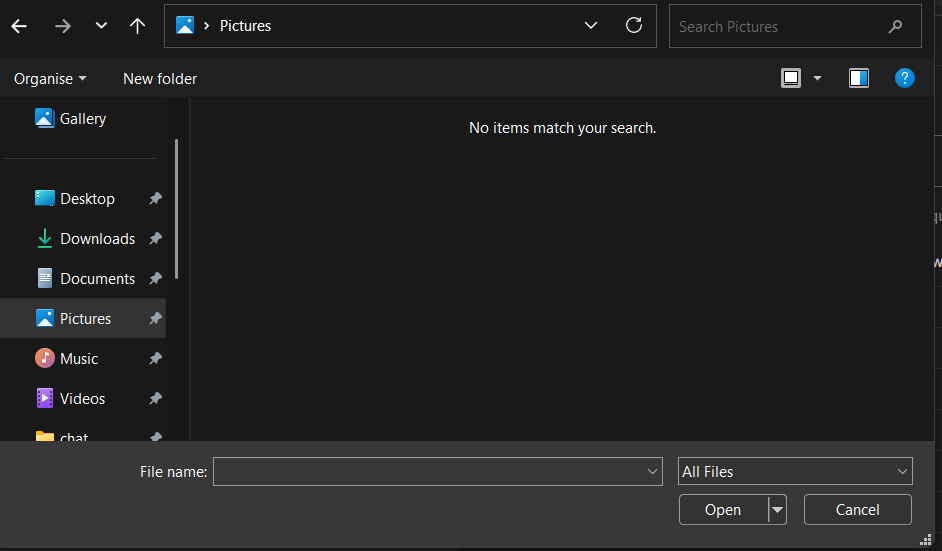 Pictures
Search Pictures
Organise
New folder
Gallery
No items match your search.
Desktop
Downloads
Documents
Pictures
Music
Videos
chat
File name:
All Files
Open
Cancel